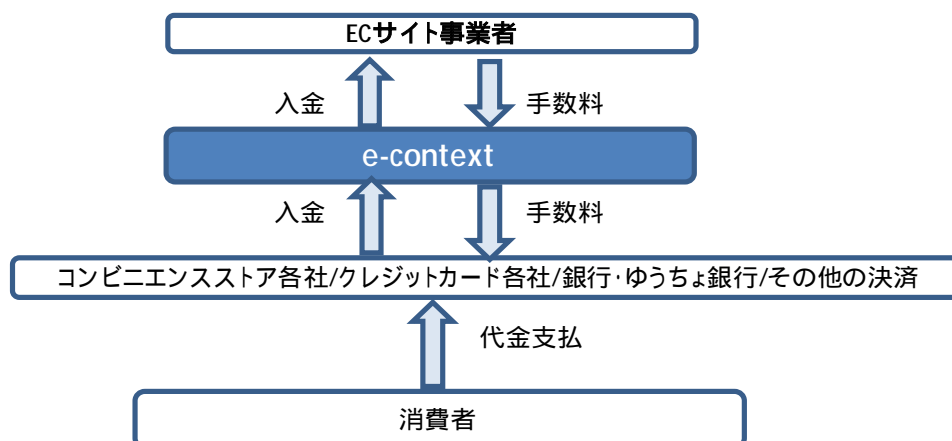 ECサイト事業者
入金
手数料
e-context
入金
手数料
コンビニエンスストア各社/クレジットカード各社/銀行・ゆうちょ銀行/その他の決済
代金支払
消費者